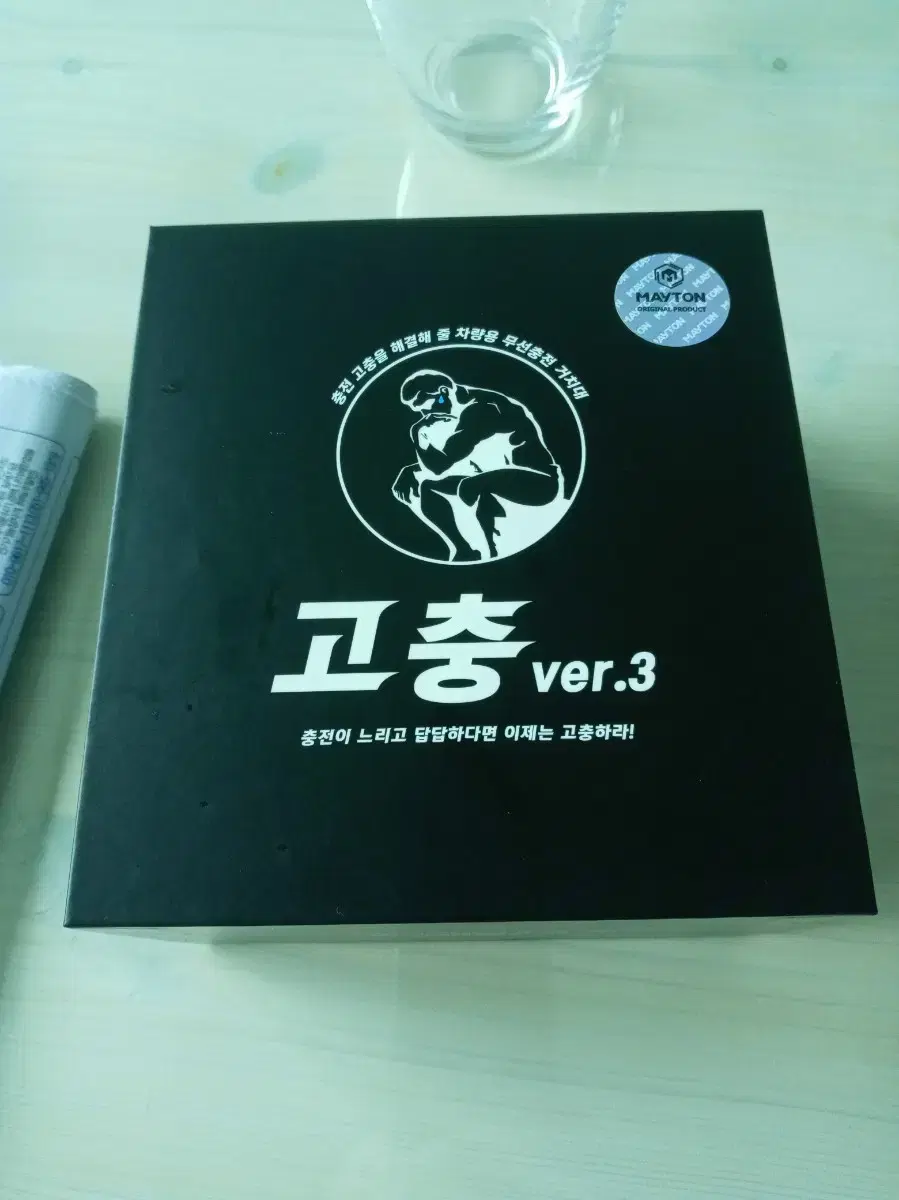 MAYTON
ORIGINAL PRODUCT
충전 고충을 해결해 줄 차량용 무선충전 거치대
고충 ver.3
충전이 느리고 답답하다면 이제는 고충하라!